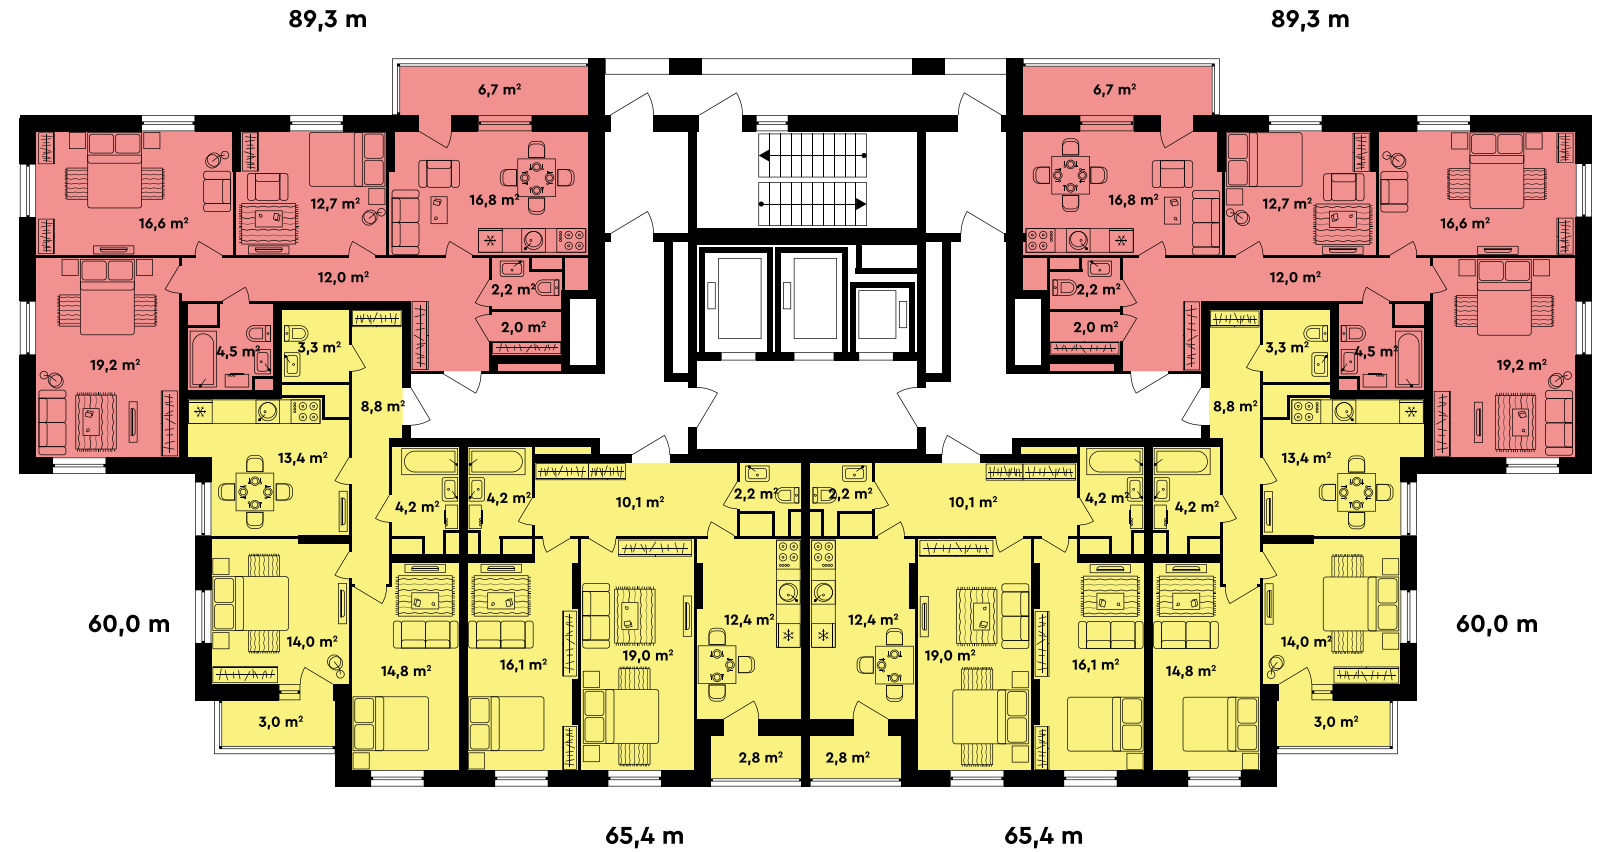 89,3 m
89,3 m
6,7 m²
6,7 m²
16,6 m²
12,7 m²
16,8 m²
16,8 m²
12,7 m²
16,6 m²
12,0 m²
2,2 m²
2,2 m²
12,0 m²
2,0 m²
2,0 m²
19,2 m²
4,5 m²
3,3 m²
3,3 m²
4,5 m²
19,2 m²
8,8 m²
8,8 m²
13,4 m²
13,4 m²
4,2 m²
4,2 m²
10,1 m²
2,2 m²
2,2 m²
10,1 m²
4,2 m²
4,2 m²
60,0 m
14,0 m²
14,8 m²
16,1 m²
19,0 m²
12,4 m²
12,4 m²
19,0 m²
16,1 m²
14,8 m²
14,0 m²
60,0 m
3,0 m²
2,8 m²
2,8 m²
3,0 m²
65,4 m
65,4 m